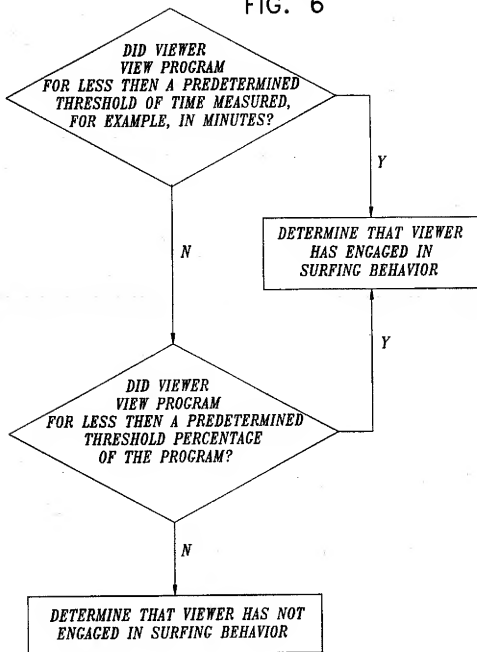 FIG. 6
DID VIEWER
VIEW PROGRAM
FOR LESS THEN A PREDETERMINED
THRESHOLD OF TIME MEASURED,
FOR EXAMPLE, IN MINUTES?
Y
DETERMINE THAT VIEWER
HAS ENGAGED IN
SURFING BEHAVIOR
N
Y
DID VIEWER
VIEW PROGRAM
FOR LESS THEN A PREDETERMINED
THRESHOLD PERCENTAGE
OF THE PROGRAM?
N
DETERMINE THAT VIEWER HAS NOT
ENGAGED IN SURFING BEHAVIOR